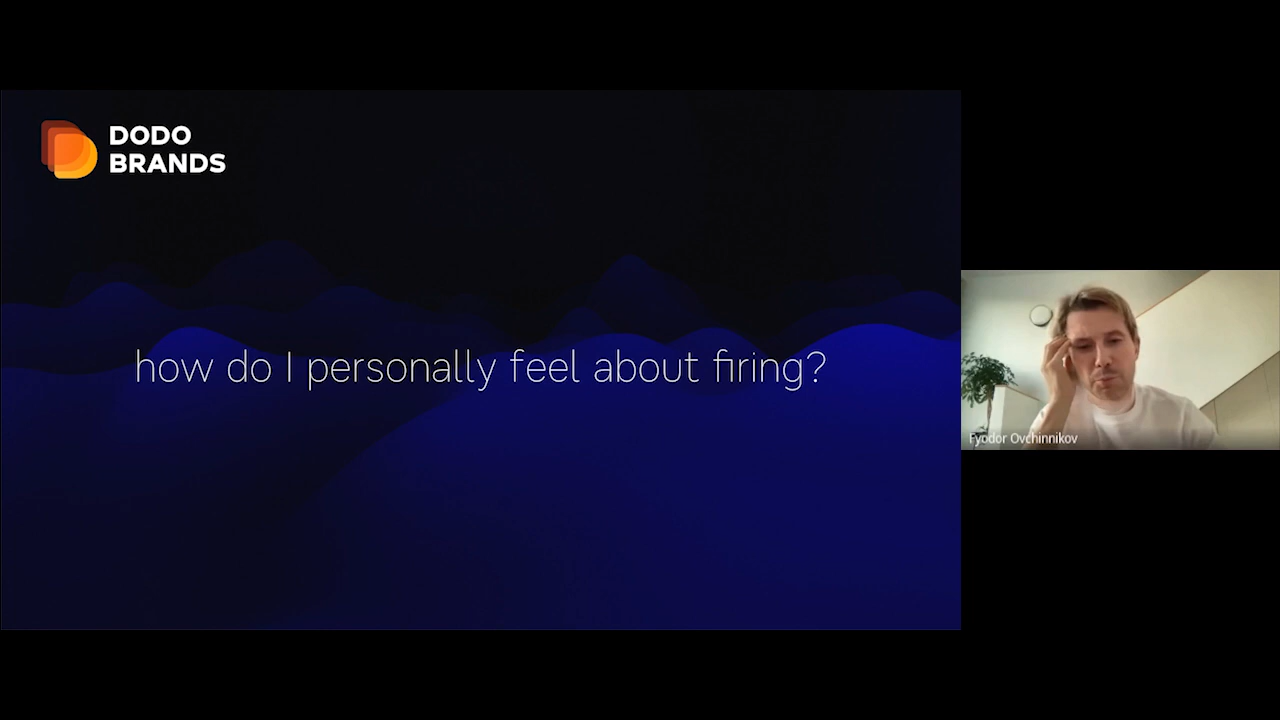 DODO
BRANDS
how do I personally feel about firing?
Fyodor Ovchinnikov